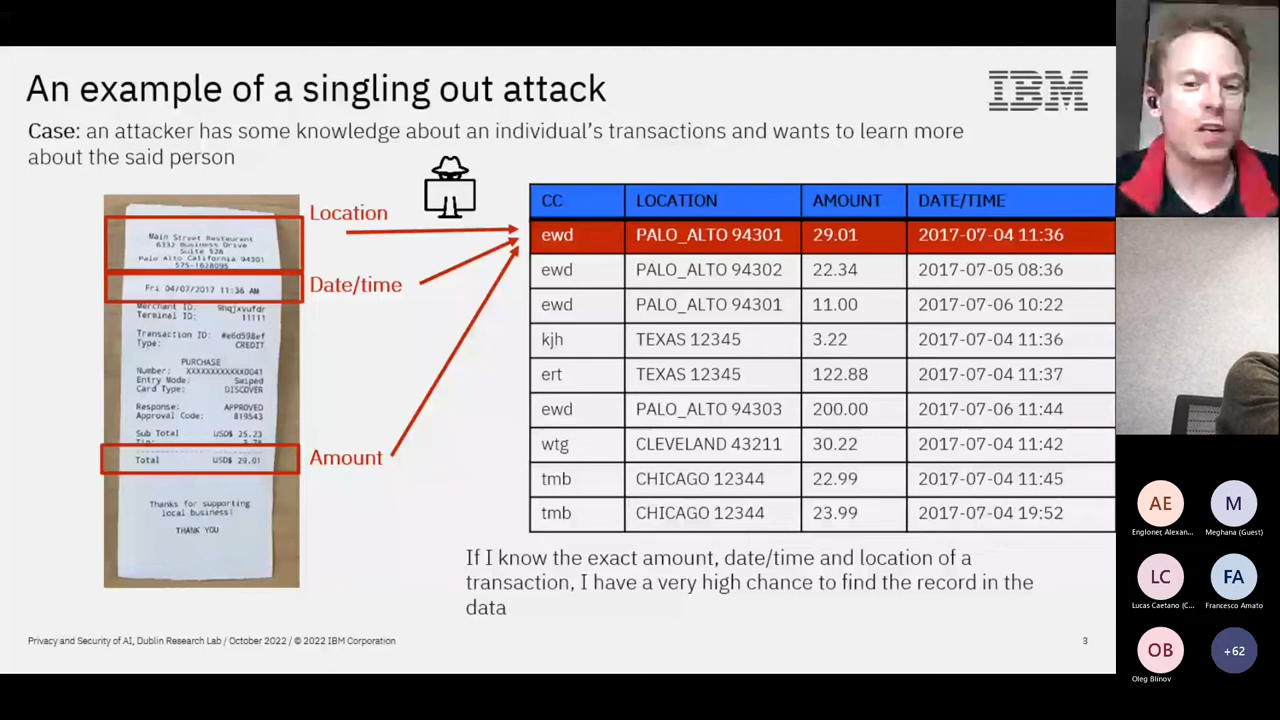 An example of a singling out attack
IBM
Case: an attacker has some knowledge about an individual's transactions and wants to learn more
about the said person
Main Street Restaurant
6332 Business Drive
Suite 528
Palo Alto California 94301
575-1628095
Fri 04/07/2017 11:36 AM
Merchant ID: 9hqjxvufdr
Terminal ID: 11111
Transaction ID: #e6d598ef
Type: CREDIT
PURCHASE
Number: XXXXXXXXXXXX0041
Entry Mode: Swiped
Card Type: DISCOVER
Response: APPROVED
Approval Code: 819543
Sub Total USD$ 25.23
Total USD$ 29.01
Thanks for supporting
local business!
THANK YOU
Location
Date/time
Amount
CC LOCATION AMOUNT DATE/TIME
ewd PALO_ALTO 94301 29.01 2017-07-04 11:36
ewd PALO_ALTO 94302 22.34 2017-07-05 08:36
ewd PALO_ALTO 94301 11.00 2017-07-06 10:22
kjh TEXAS 12345 3.22 2017-07-04 11:36
ert TEXAS 12345 122.88 2017-07-04 11:37
ewd PALO_ALTO 94303 200.00 2017-07-06 11:44
wtg CLEVELAND 43211 30.22 2017-07-04 11:42
tmb CHICAGO 12344 22.99 2017-07-04 11:45
tmb CHICAGO 12344 23.99 2017-07-04 19:52
If I know the exact amount, date/time and location of a
transaction, I have a very high chance to find the record in the
data
Privacy and Security of AI, Dublin Research Lab / October 2022 / © 2022 IBM Corporation
3
AE
Engloner, Alexan...
M
Meghana (Guest)
LC
Lucas Caetano (C...
FA
Francesco Amato
OB
Oleg Blinov
+62